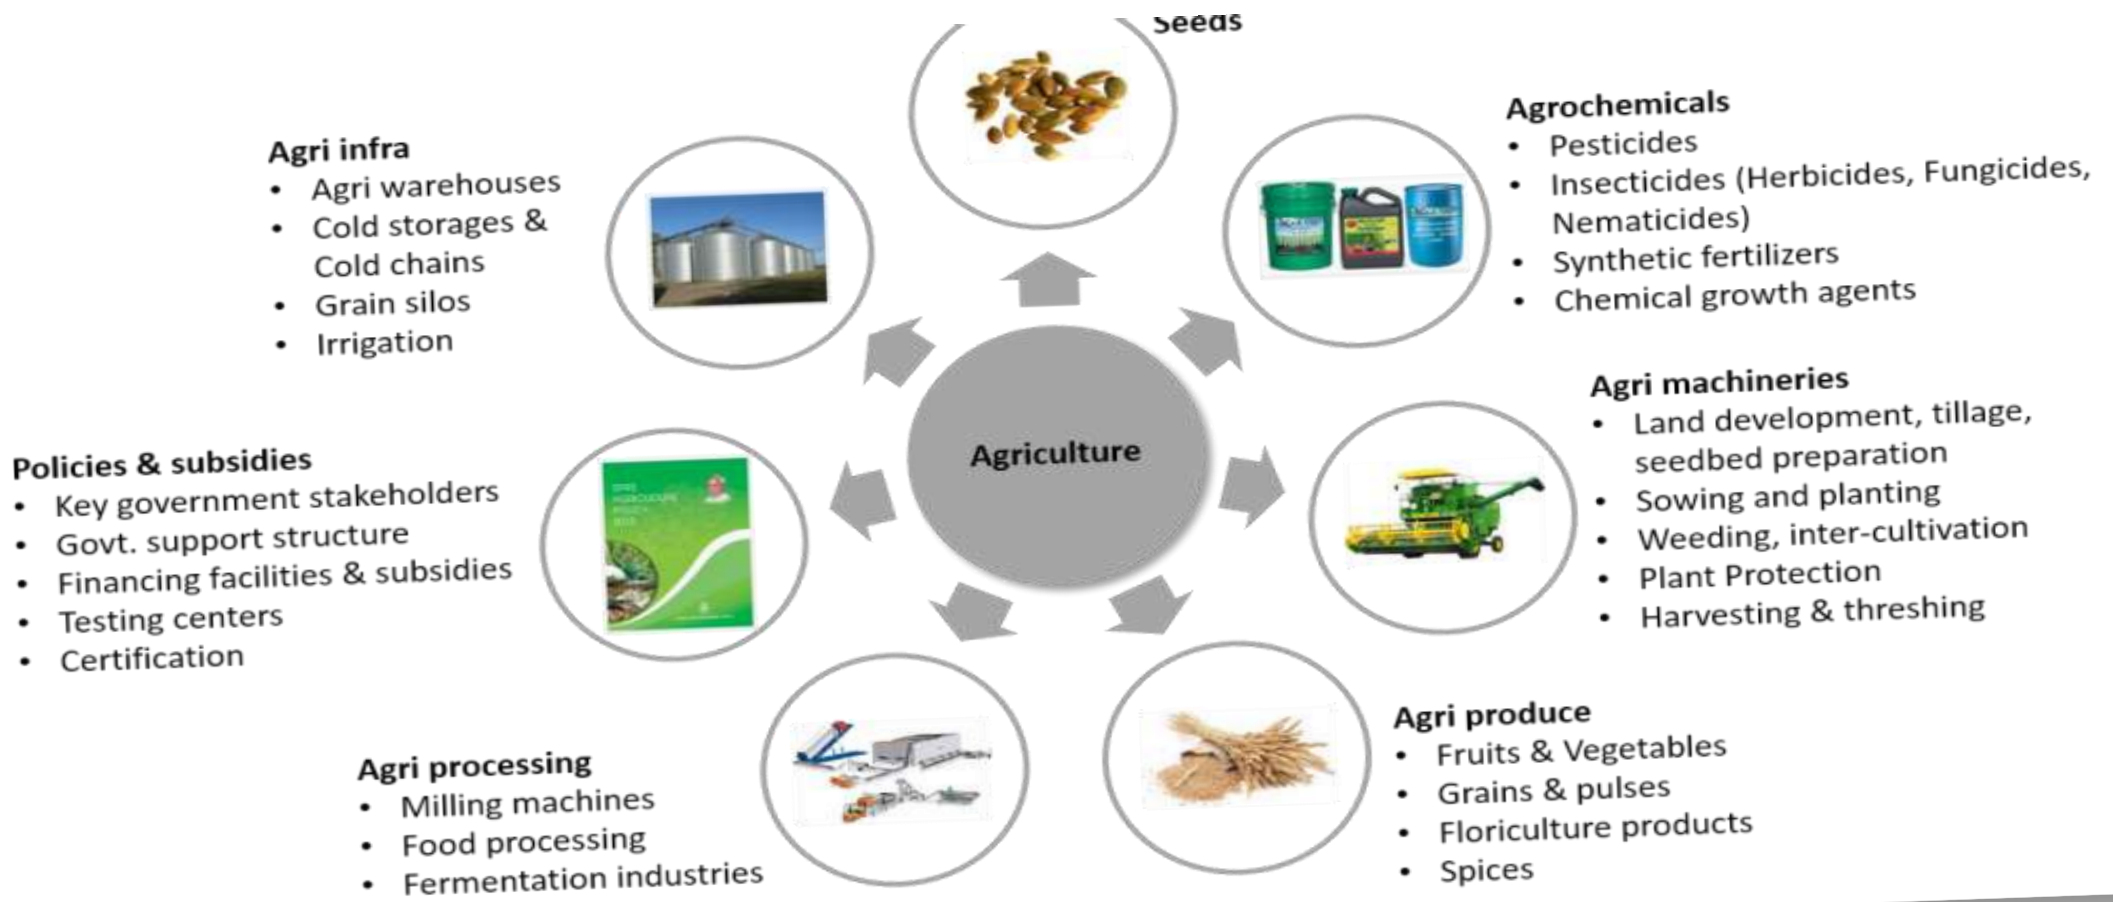 Seeds
Agrochemicals
• Pesticides
• Insecticides (Herbicides, Fungicides,
Nematicides)
• Synthetic fertilizers
• Chemical growth agents
Agri infra
• Agri warehouses
• Cold storages &
Cold chains
• Grain silos
• Irrigation
Agri machineries
• Land development, tillage,
seedbed preparation
• Sowing and planting
• Weeding, inter-cultivation
• Plant Protection
• Harvesting & threshing
Agriculture
Policies & subsidies
• Key government stakeholders
• Govt. support structure
• Financing facilities & subsidies
• Testing centers
• Certification
Agri produce
• Fruits & Vegetables
• Grains & pulses
• Floriculture products
• Spices
Agri processing
• Milling machines
• Food processing
• Fermentation industries